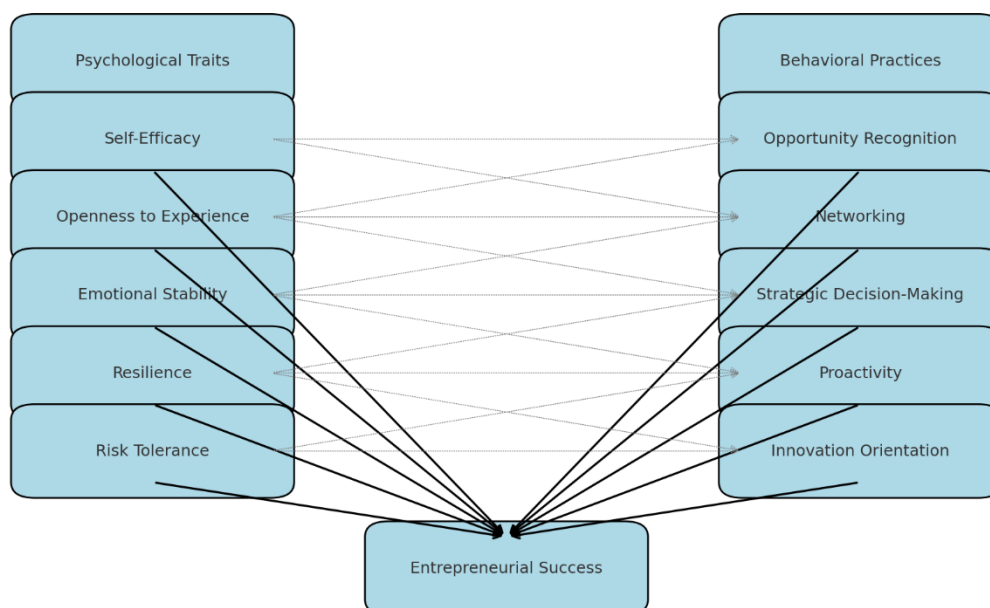 Psychological Traits
Self-Efficacy
Openness to Experience
Emotional Stability
Resilience
Risk Tolerance
Behavioral Practices
Opportunity Recognition
Networking
Strategic Decision-Making
Proactivity
Innovation Orientation
Entrepreneurial Success